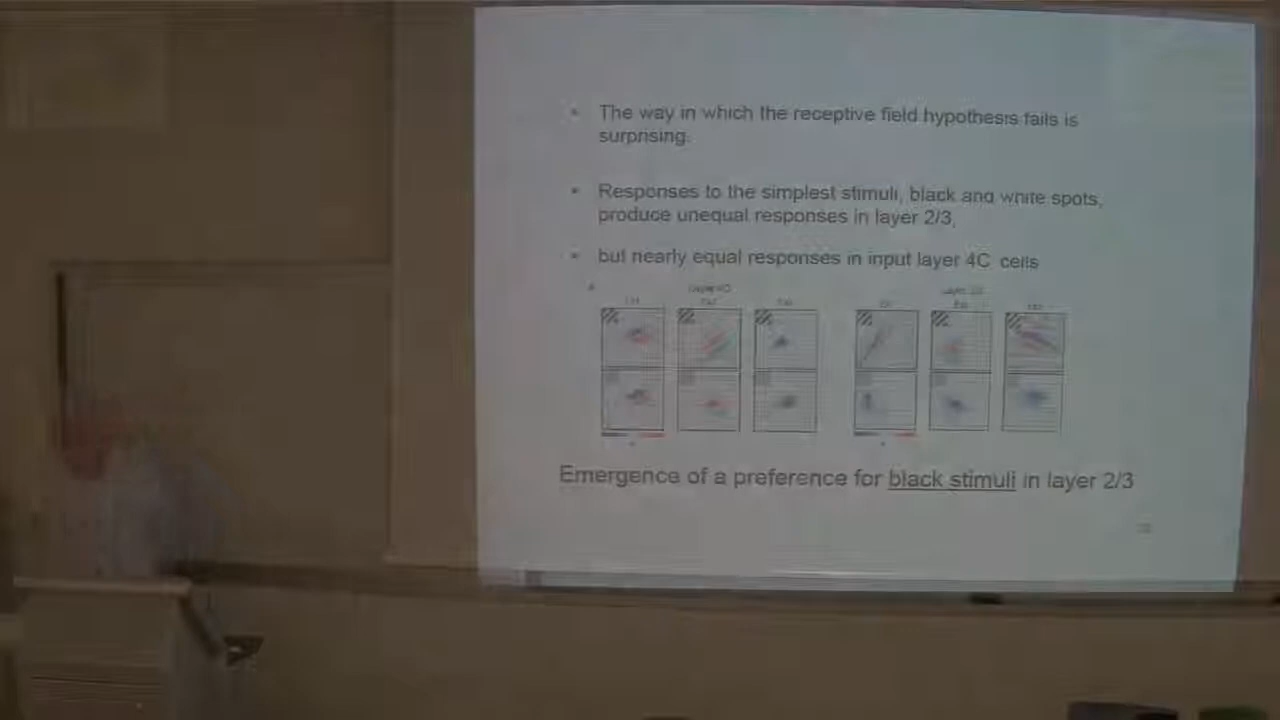 • The way in which the receptive field hypothesis fails is
surprising.
• Responses to the simplest stimuli, black and white spots,
produce unequal responses in layer 2/3,
• but nearly equal responses in input layer 4C cells
Emergence of a preference for black stimuli in layer 2/3